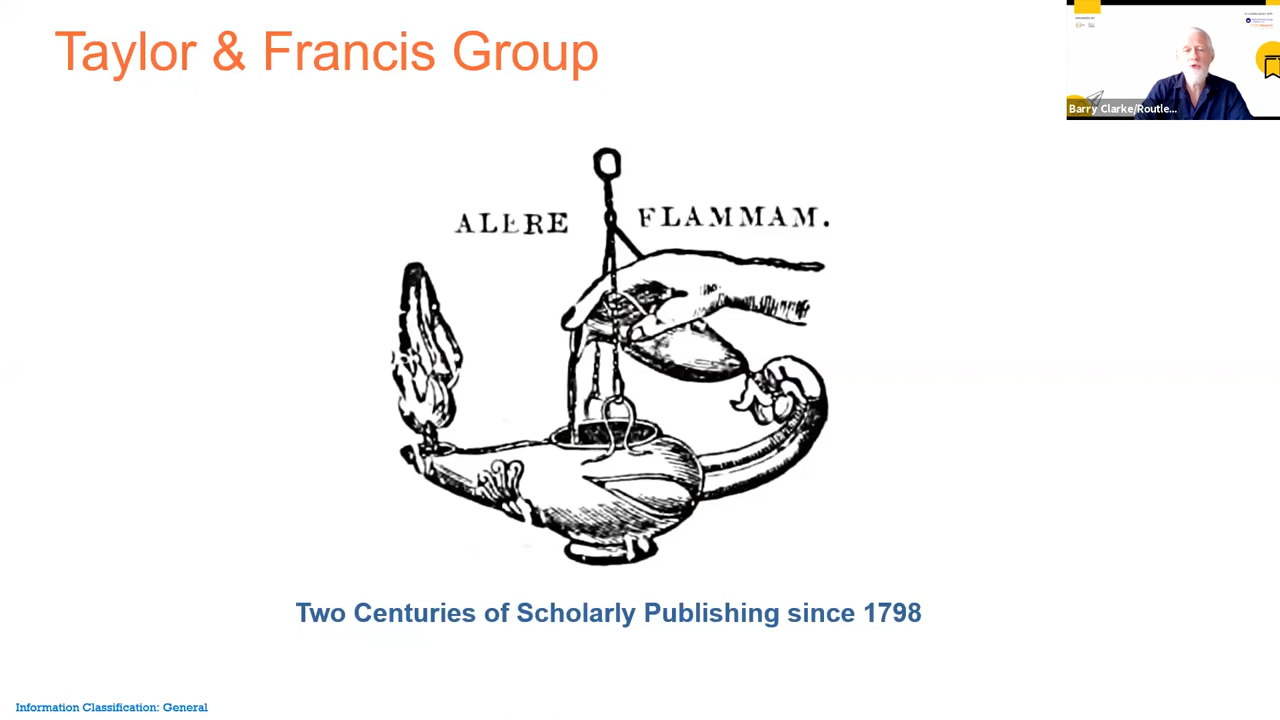 Taylor & Francis Group
Barry Clarke/Routle...
ALERE FLAMMAM.
Two Centuries of Scholarly Publishing since 1798
Information Classification: General